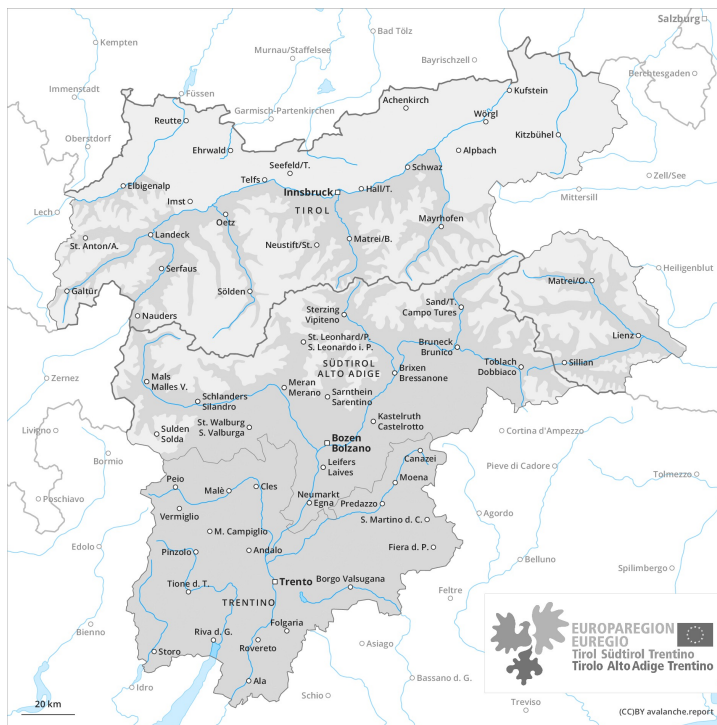 Salzburg
Kempten
Bad Tölz
Murnau/Staffelsee
Bayrischzell
Berchtesgaden
Immenstadt
Füssen
Garmisch-Partenkirchen
Achenkirch
Kufstein
Reutte
Wörgl
Oberstdorf
Kitzbühel
Ehrwald
Seefeld/T.
Alpbach
Schwaz
Zell/See
Telfs
Elbigenalp
Innsbruck
Hall/T.
Mittersill
Imst
TIROL
Lech
Oetz
Mayrhofen
Landeck
St. Anton/A.
Neustift/St.
Matrei/B.
Serfaus
Heiligenblut
Galtür
Sölden
Matrei/O.
Nauders
Sand/T.
Campo Tures
Sterzing
Vipiteno
St. Leonhard/P.
S. Leonardo i. P.
Lienz
Bruneck
Brunico
SÜDTIROL
ALTO ADIGE
Toblach
Dobbiaco
Sillian
Brixen
Bressanone
Zernez
Mals
Malles V.
Meran
Merano
Sarnthein
Sarentino
Schlanders
Silandro
St. Walburg
S. Valburga
Kastelruth
Castelrotto
Livigno
Sulden
Solda
Bozen
Bolzano
Cortina d'Ampezzo
Bormio
Canazei
Leifers
Laives
Pieve di Cadore
Tolmezzo
Peio
Malè
Cles
Moena
Poschiavo
Neumarkt
Egna
Predazzo
Vermiglio
S. Martino d. C.
Agordo
M. Campiglio
Edolo
Pinzolo
Andalo
Fiera d. P.
Belluno
Spilimbergo
Tione d. T.
Trento
Borgo Valsugana
Feltre
TRENTINO
Bienno
Riva d. G.
Folgaria
EUROPAREGION
EUREGIO
Tirol Südtirol Trentino
Tirolo Alto Adige Trentino
Storo
Rovereto
Asiago
Idro
Ala
Schio
Bassano d. G.
Treviso
20 km
(CC)BY avalanche.report